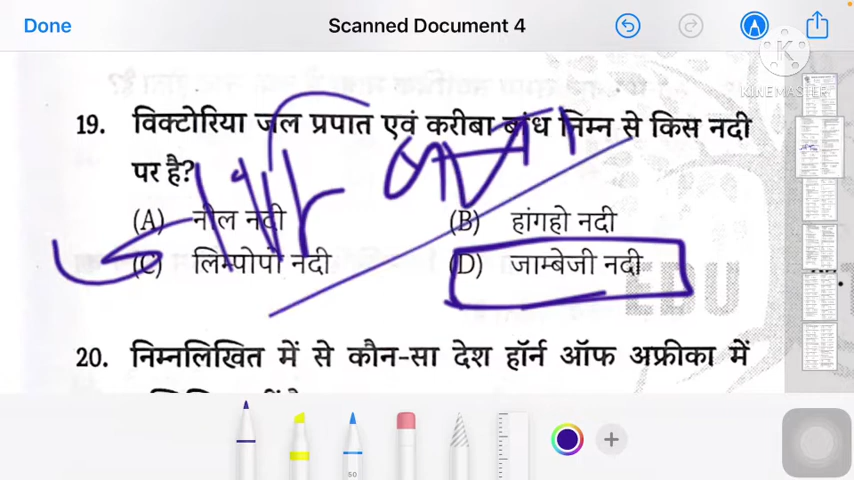 Done
Scanned Document 4
KINEMASTER
19. विक्टोरिया जल प्रपात एवं करीबा बांध निम्न से किस नदी
पर है?
(A) नील नदी
(B) हांगहो नदी
(C) लिम्पोपो नदी
(D) जाम्बेजी नदी
EDU
20. निम्नलिखित में से कौन-सा देश हॉर्न ऑफ अफ्रीका में
50